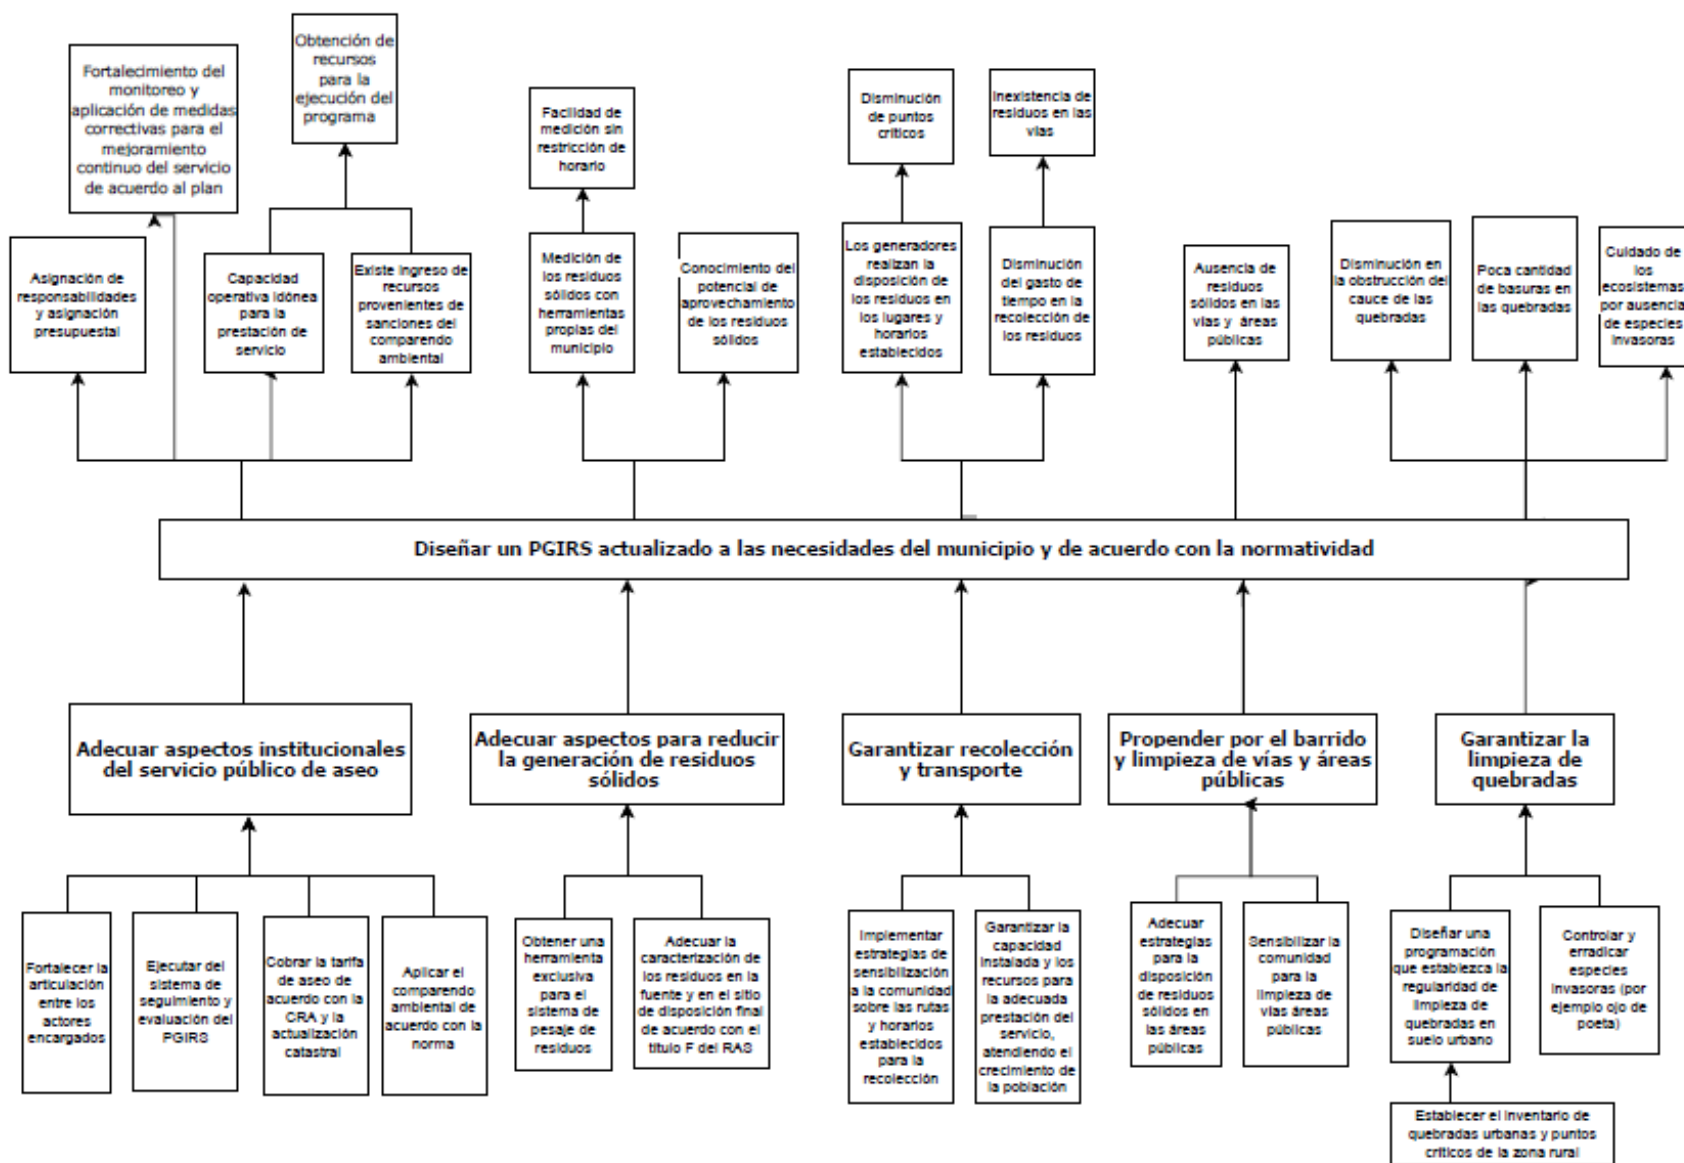 Fortalecimiento del
monitoreo y
aplicación de medidas
correctivas para el
mejoramiento
continuo del servicio
de acuerdo al plan
Obtención de
recursos
para la
ejecución del
programa
Facilidad de
medición sin
restricción de
horario
Disminución
de puntos
críticos
Inexistencia de
residuos en las
vías
Asignación de
responsabilidades
y asignación
presupuestal
Capacidad
operativa idónea
para la
prestación de
servicio
Existe ingreso de
recursos
provenientes de
sanciones del
comparendo
ambiental
Medición de
los residuos
sólidos con
herramientas
propias del
municipio
Conocimiento del
potencial de
aprovechamiento
de los residuos
sólidos
Los generadores
realizan la
disposición de
los residuos en
los lugares y
horarios
establecidos
Disminución
del gasto de
tiempo en la
recolección de
los residuos
Ausencia de
residuos
sólidos en las
vías y áreas
públicas
Disminución en
la obstrucción del
cauce de las
quebradas
Poca cantidad
de basuras en
las quebradas
Cuidado de
los
ecosistemas
por ausencia
de especies
invasoras
Diseñar un PGIRS actualizado a las necesidades del municipio y de acuerdo con la normatividad
Adecuar aspectos institucionales
del servicio público de aseo
Adecuar aspectos para reducir
la generación de residuos
sólidos
Garantizar recolección
y transporte
Propender por el barrido
y limpieza de vías y áreas
públicas
Garantizar la
limpieza de
quebradas
Fortalecer la
articulación
entre los
actores
encargados
Ejecutar del
sistema de
seguimiento y
evaluación del
PGIRS
Cobrar la tarifa
de aseo de
acuerdo con la
CRA y la
actualización
catastral
Aplicar el
comparendo
ambiental de
acuerdo con la
norma
Obtener una
herramienta
exclusiva
para el
sistema de
pesaje de
residuos
Adecuar la
caracterización de
los residuos en la
fuente y en el sitio
de disposición final
de acuerdo con el
título F del RAS
Implementar
estrategias de
sensibilización
a la comunidad
sobre las rutas
y horarios
establecidos
para la
recolección
Garantizar la
capacidad
instalada y los
recursos para
la adecuada
prestación del
servicio,
atendiendo el
crecimiento de
la población
Adecuar
estrategias
para la
disposición
de residuos
sólidos en
las áreas
públicas
Sensibilizar la
comunidad
para la
limpieza de
vías áreas
públicas
Diseñar una
programación
que establezca la
regularidad de
limpieza de
quebradas en
suelo urbano
Controlar y
erradicar
especies
invasoras (por
ejemplo ojo de
poeta)
Establecer el inventario de
quebradas urbanas y puntos
críticos de la zona rural